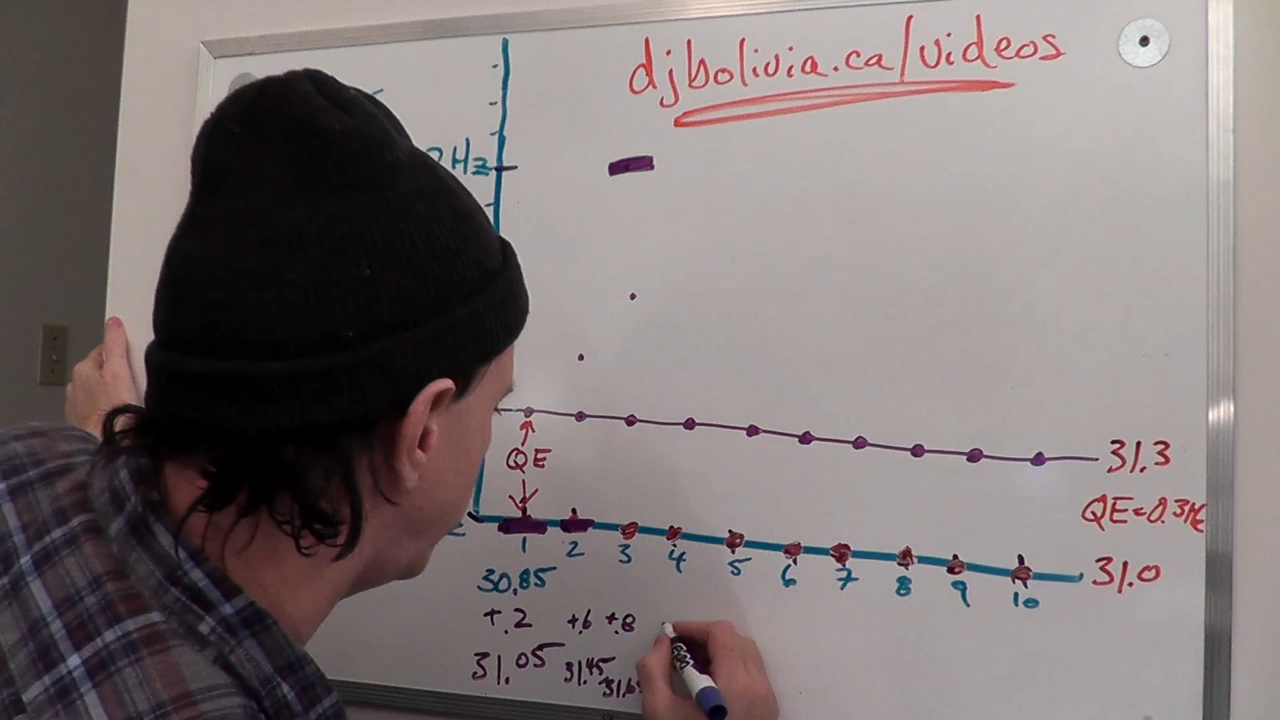 djbolivia.ca/videos
Hz
31.3
QE
QE=0.3Hz
31.0
1 2 3 4 5 6 7 8 9 10
30.85
+.2 +.6 +.8
31.05 31.45